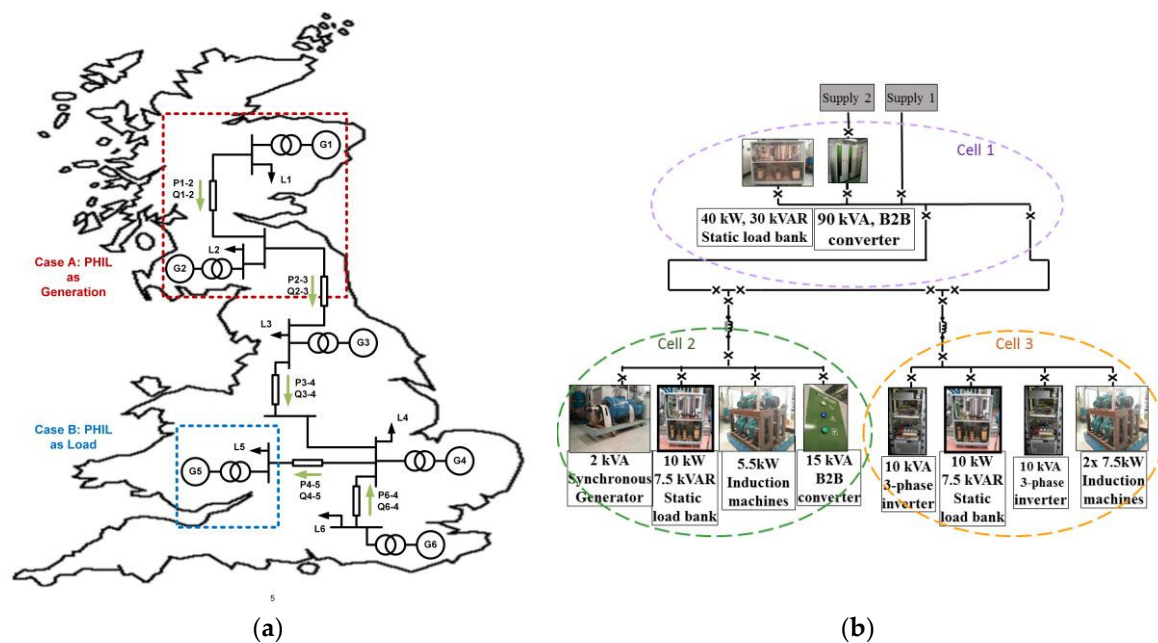 G1
L1
P1-2
Q1-2
L2
G2
Case A: PHIL
as
Generation
P2-3
Q2-3
L3
G3
P3-4
Q3-4
Case B: PHIL
as Load
L4
L5
G5
G4
P4-5
Q4-5
P6-4
Q6-4
L6
G6
5
(a)
Supply 2
Supply 1
Cell 1
40 kW, 30 kVAR
Static load bank
90 kVA, B2B
converter
Cell 2
Cell 3
2 kVA
Synchronous
Generator
10 kW
7.5 kVAR
Static
load bank
5.5kW
Induction
machines
15 kVA
B2B
converter
10 kVA
3-phase
inverter
10 kW
7.5 kVAR
Static
load bank
10 kVA
3-phase
inverter
2x 7.5kW
Induction
machines
(b)